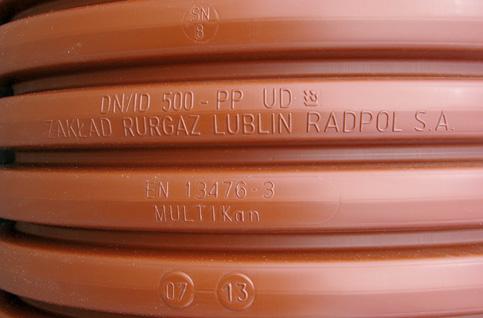 SN
8
DN/ID 500 - PP UD
ZAKŁAD RURGAZ LUBLIN RADPOL S.A.
EN 13476-3
MULTIKan
07 13